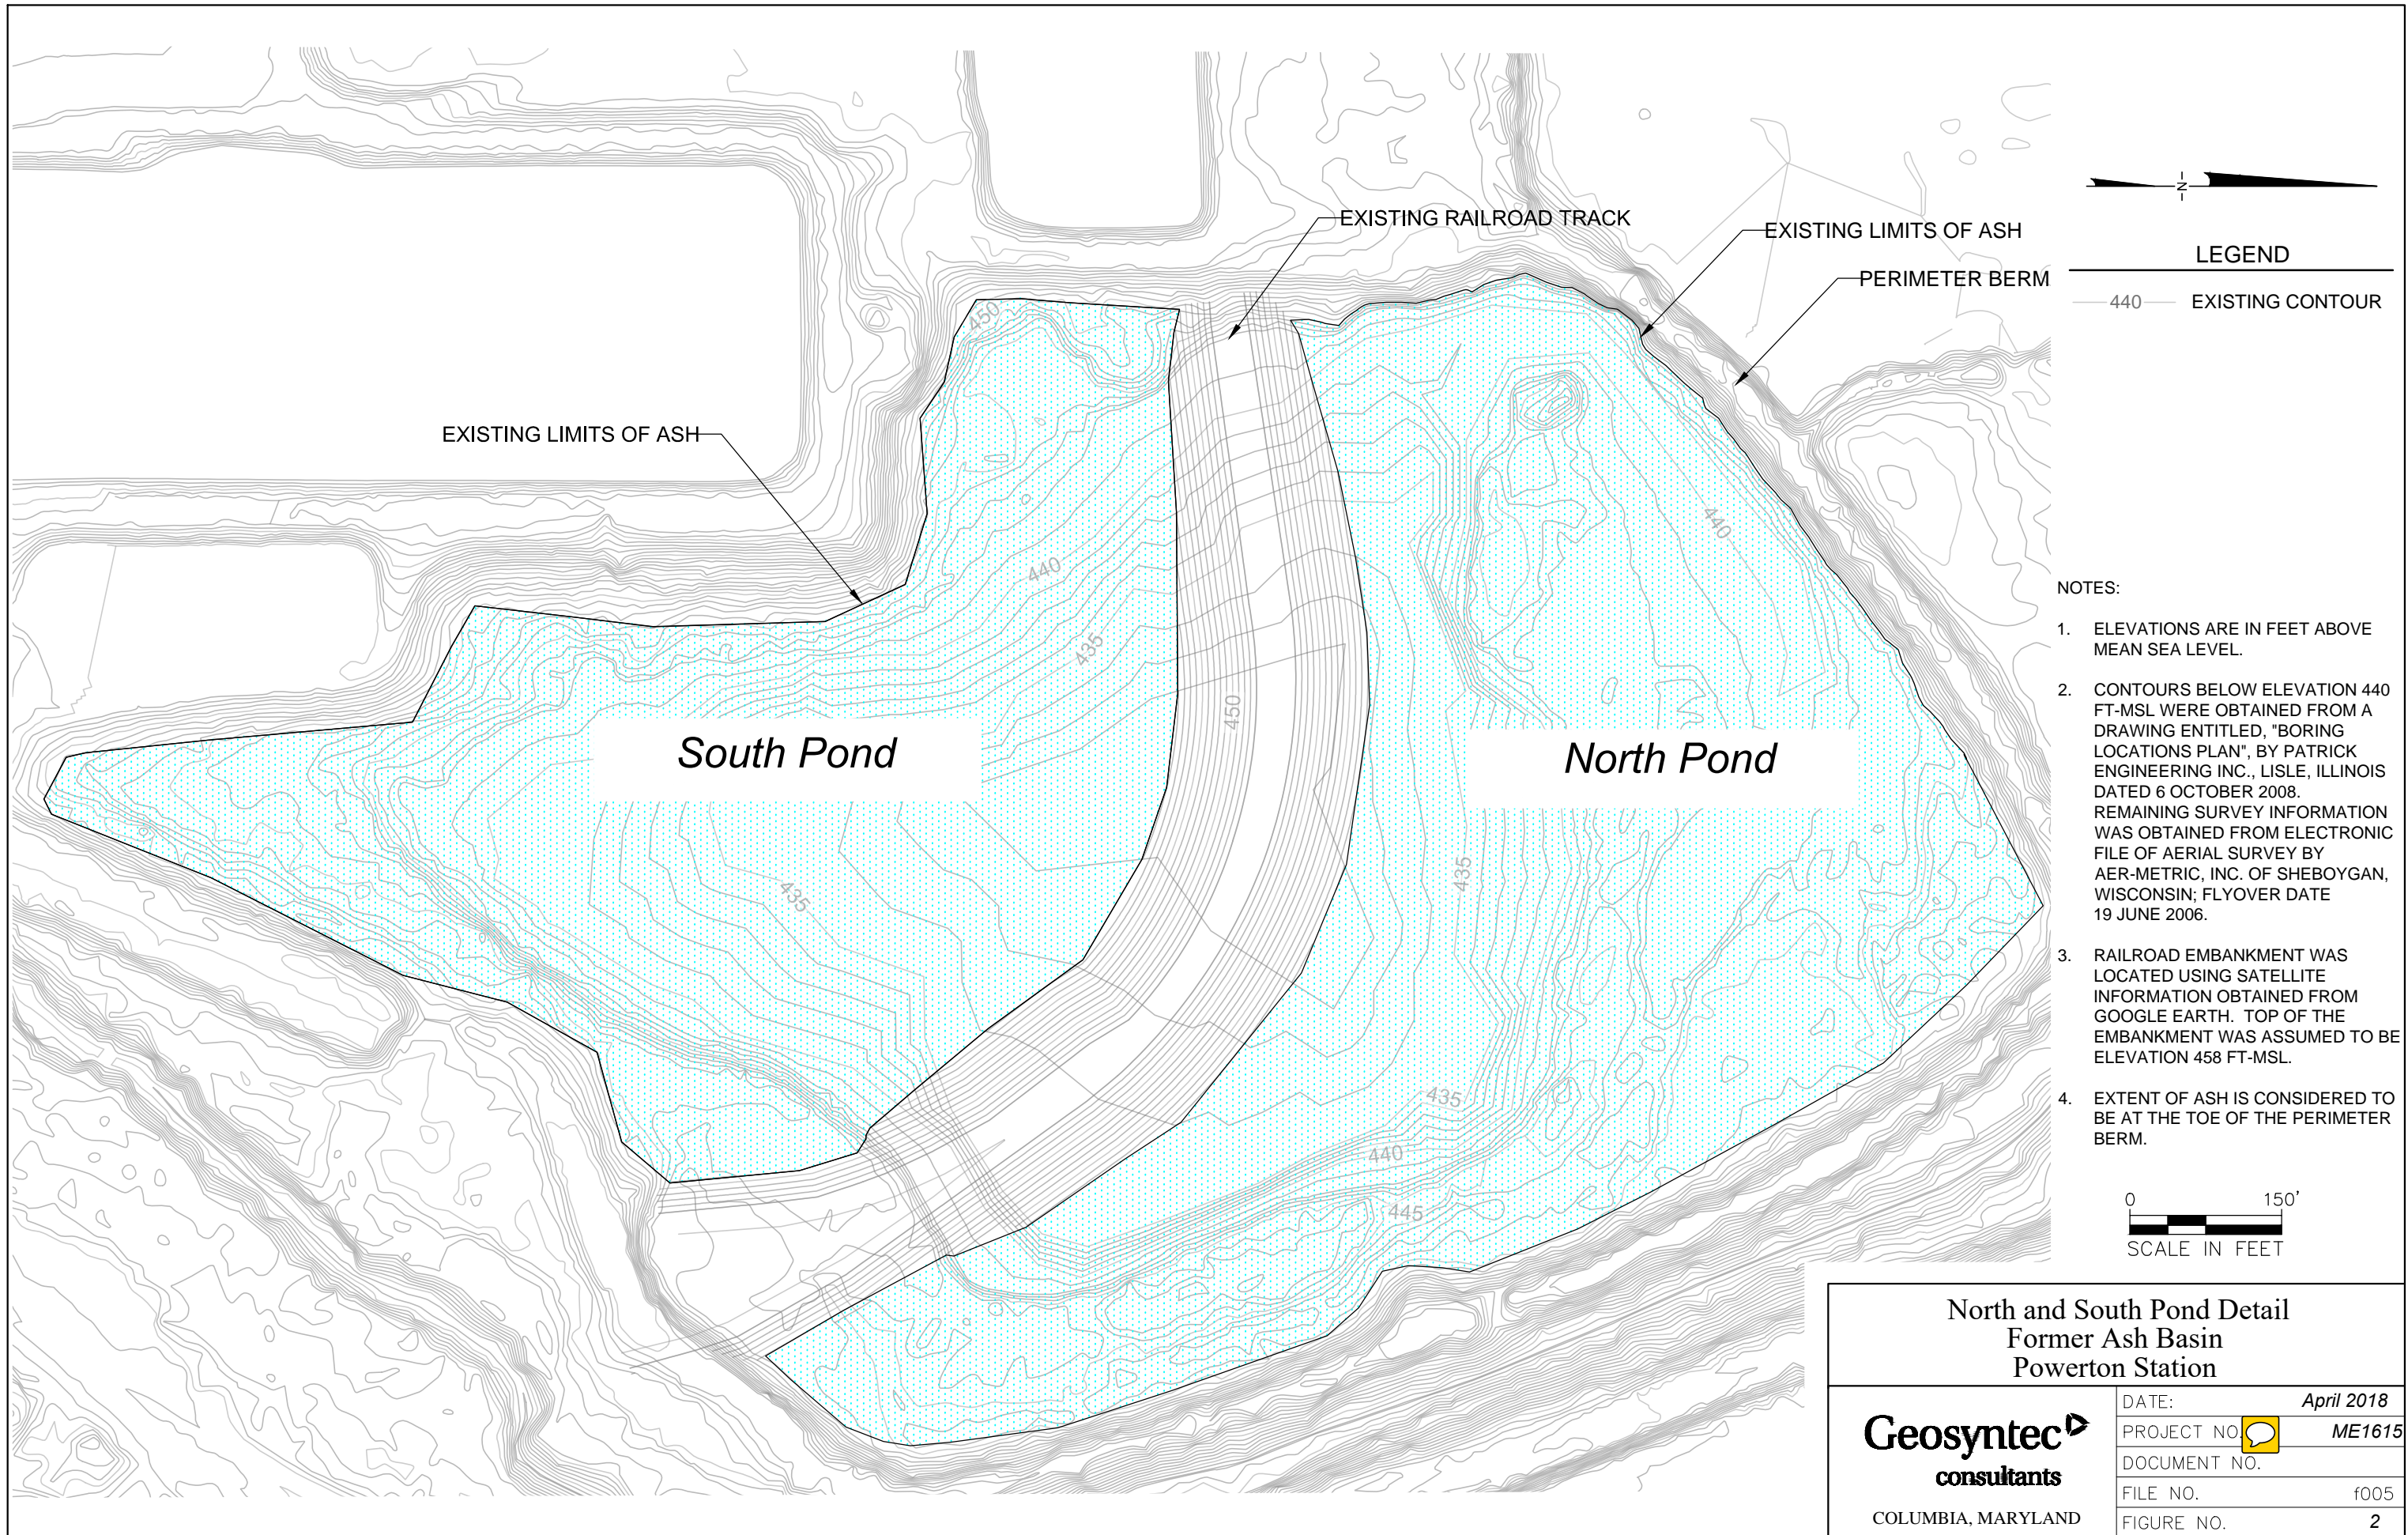 EXISTING RAILROAD TRACK
EXISTING LIMITS OF ASH
PERIMETER BERM
EXISTING LIMITS OF ASH
450
440
435
450
435
440
435
435
440
445
South Pond
North Pond
N
LEGEND
440 EXISTING CONTOUR
NOTES:
1. ELEVATIONS ARE IN FEET ABOVE
MEAN SEA LEVEL.
2. CONTOURS BELOW ELEVATION 440
FT-MSL WERE OBTAINED FROM A
DRAWING ENTITLED, "BORING
LOCATIONS PLAN", BY PATRICK
ENGINEERING INC., LISLE, ILLINOIS
DATED 6 OCTOBER 2008.
REMAINING SURVEY INFORMATION
WAS OBTAINED FROM ELECTRONIC
FILE OF AERIAL SURVEY BY
AER-METRIC, INC. OF SHEBOYGAN,
WISCONSIN; FLYOVER DATE
19 JUNE 2006.
3. RAILROAD EMBANKMENT WAS
LOCATED USING SATELLITE
INFORMATION OBTAINED FROM
GOOGLE EARTH. TOP OF THE
EMBANKMENT WAS ASSUMED TO BE
ELEVATION 458 FT-MSL.
4. EXTENT OF ASH IS CONSIDERED TO
BE AT THE TOE OF THE PERIMETER
BERM.
0 150'
SCALE IN FEET
North and South Pond Detail
Former Ash Basin
Powerton Station
Geosyntec
consultants
COLUMBIA, MARYLAND
DATE: April 2018
PROJECT NO. ME1615
DOCUMENT NO.
FILE NO. f005
FIGURE NO. 2